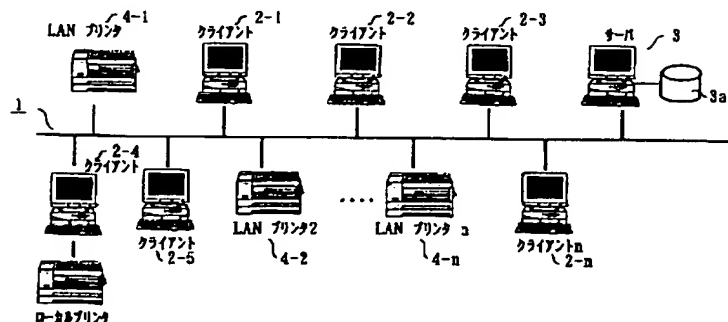 4-1
LAN プリンタ
クライアント
2-1
クライアント
2-2
クライアント
2-3
サーバ
3
3a
1
2-4
クライアント
クライアント
2-5
LAN プリンタ2
4-2
‥‥
LAN プリンタ n
4-n
クライアントn
2-n
ローカルプリンタ